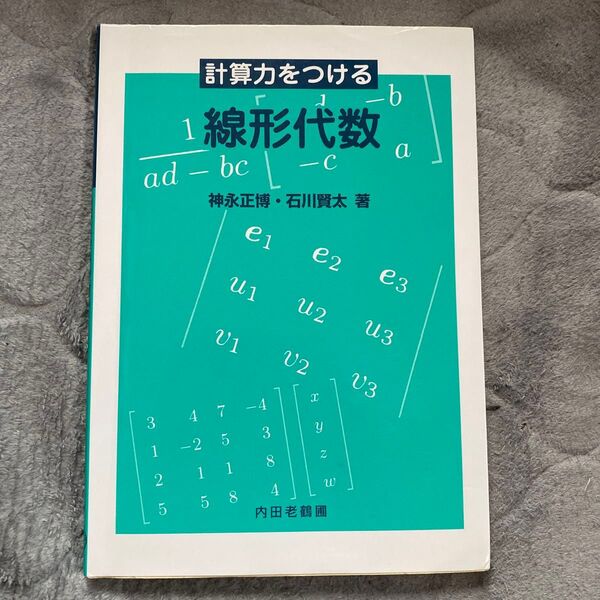 計算力をつける
線形代数
1 d -b
ad - bc -c a
神永正博・石川賢太 著
e1 e2 e3
u1 u2 u3
v1 v2 v3
3 4 7 -4 x
1 -2 5 3 y
2 1 1 8 z
5 5 8 4 w
内田老鶴圃